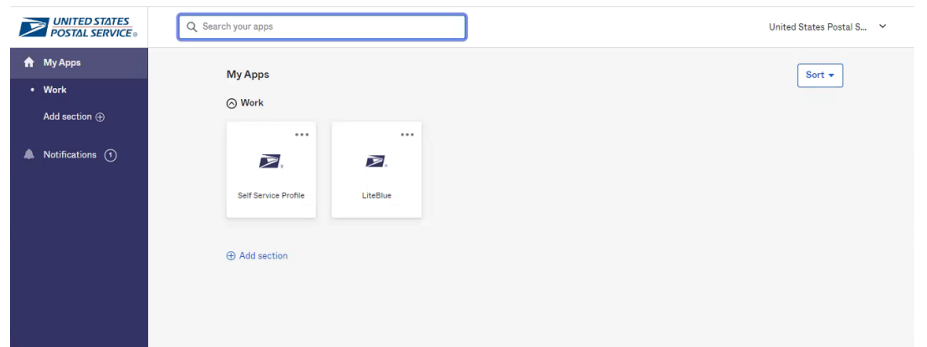 UNITED STATES
POSTAL SERVICE®
Search your apps
United States Postal S...
My Apps
Work
Add section
Notifications 1
My Apps
Sort
Work
Self Service Profile
LiteBlue
Add section